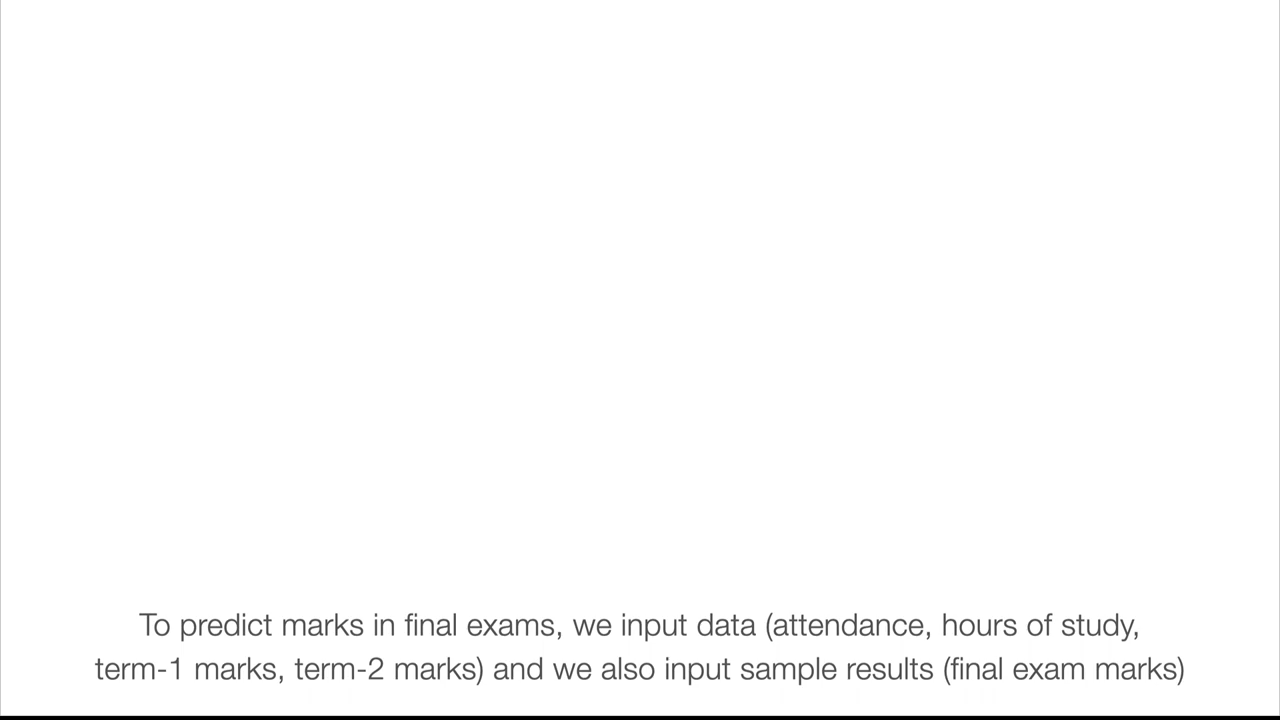 To predict marks in final exams, we input data (attendance, hours of study,
term-1 marks, term-2 marks) and we also input sample results (final exam marks)